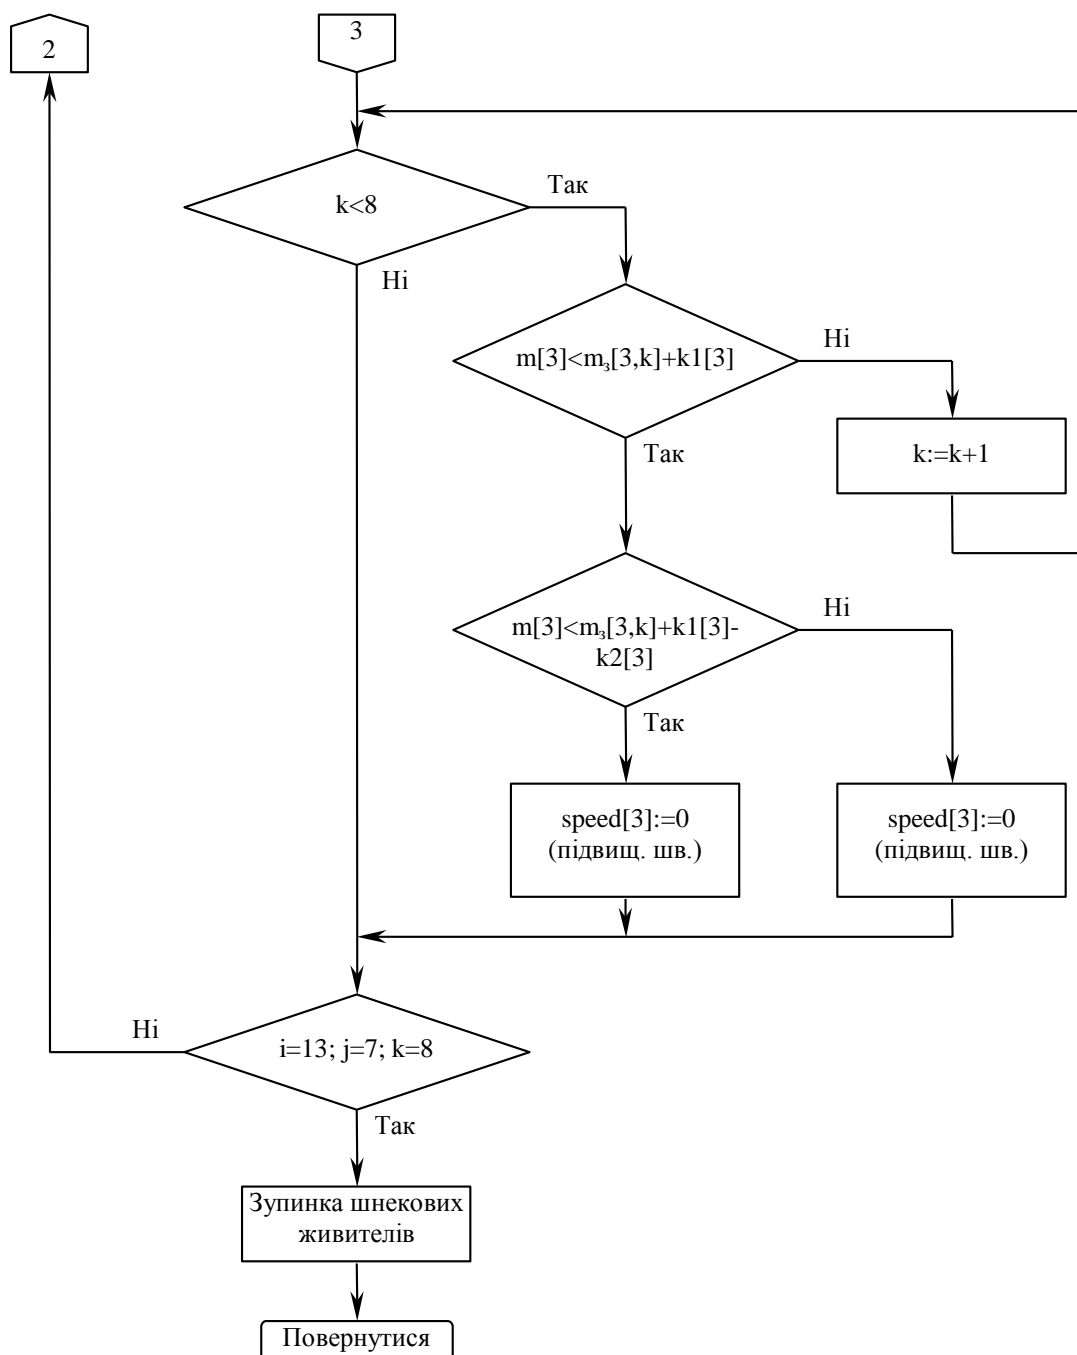 2
3
k<8
Так
Ні
m[3]<mз[3,k]+k1[3]
Ні
Так
k:=k+1
m[3]<mз[3,k]+k1[3]-
k2[3]
Ні
Так
speed[3]:=0
(підвищ. шв.)
speed[3]:=0
(підвищ. шв.)
Ні
i=13; j=7; k=8
Так
Зупинка шнекових
живителів
Повернутися